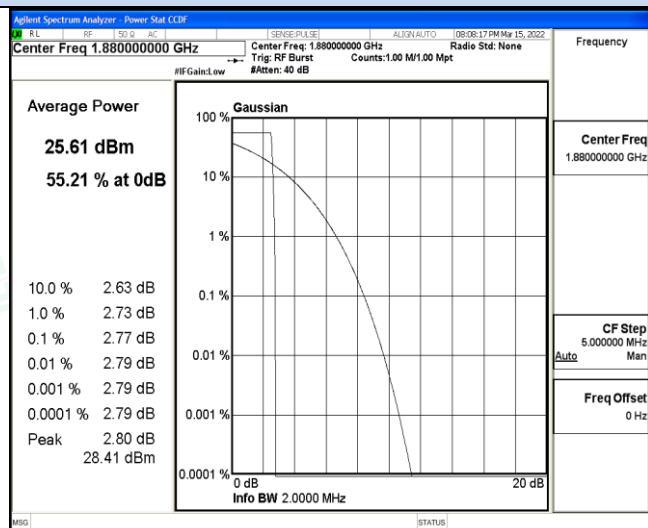 Agilent Spectrum Analyzer - Power Stat CCDF
RL RF 50 Ω AC SENSE:PULSE ALIGN AUTO 08:08:17 PM Mar 15, 2022
Center Freq 1.880000000 GHz
Center Freq: 1.880000000 GHz Radio Std: None
Trig: RF Burst Counts:1.00 M/1.00 Mpt
#IFGain:Low #Atten: 40 dB
Frequency
Average Power
25.61 dBm
55.21 % at 0dB
10.0 % 2.63 dB
1.0 % 2.73 dB
0.1 % 2.77 dB
0.01 % 2.79 dB
0.001 % 2.79 dB
0.0001 % 2.79 dB
Peak 2.80 dB
28.41 dBm
Gaussian
100 %
10 %
1 %
0.1 %
0.01 %
0.001 %
0.0001 %
0 dB 20 dB
Info BW 2.0000 MHz
Center Freq
1.880000000 GHz
CF Step
5.000000 MHz
Auto Man
Freq Offset
0 Hz
MSG STATUS